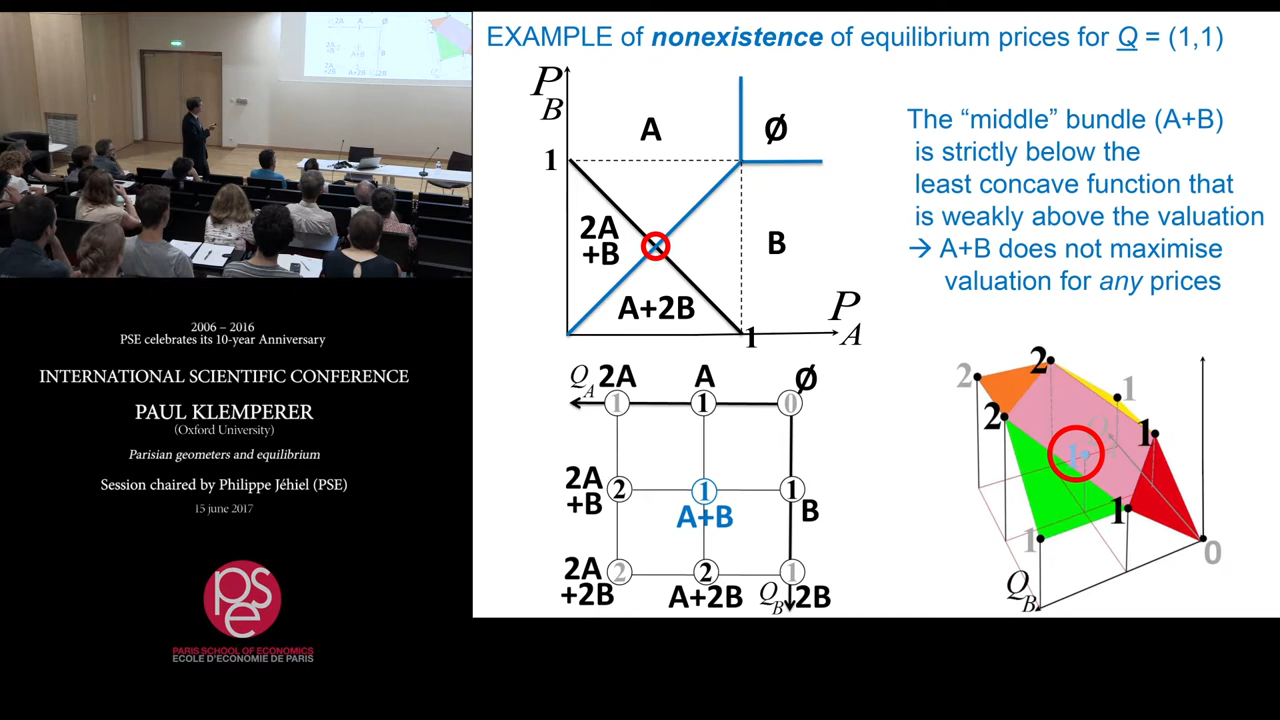 EXAMPLE of nonexistence of equilibrium prices for Q = (1,1)
P
B
A
Ø
1
2A
+B
B
A+2B
P
A
1
The “middle” bundle (A+B)
is strictly below the
least concave function that
is weakly above the valuation
→ A+B does not maximise
valuation for any prices
Q
A
2A
A
Ø
1
1
0
2A
+B
2
1
1
A+B
B
2A
+2B
2
2
1
A+2B
Q
B
2B
2
2
1
2
1
1
1
1
0
Q
B
2006 – 2016
PSE celebrates its 10-year Anniversary
INTERNATIONAL SCIENTIFIC CONFERENCE
PAUL KLEMPERER
(Oxford University)
Parisian geometers and equilibrium
Session chaired by Philippe Jéhiel (PSE)
15 june 2017
pse
PARIS SCHOOL OF ECONOMICS
ECOLE D'ECONOMIE DE PARIS